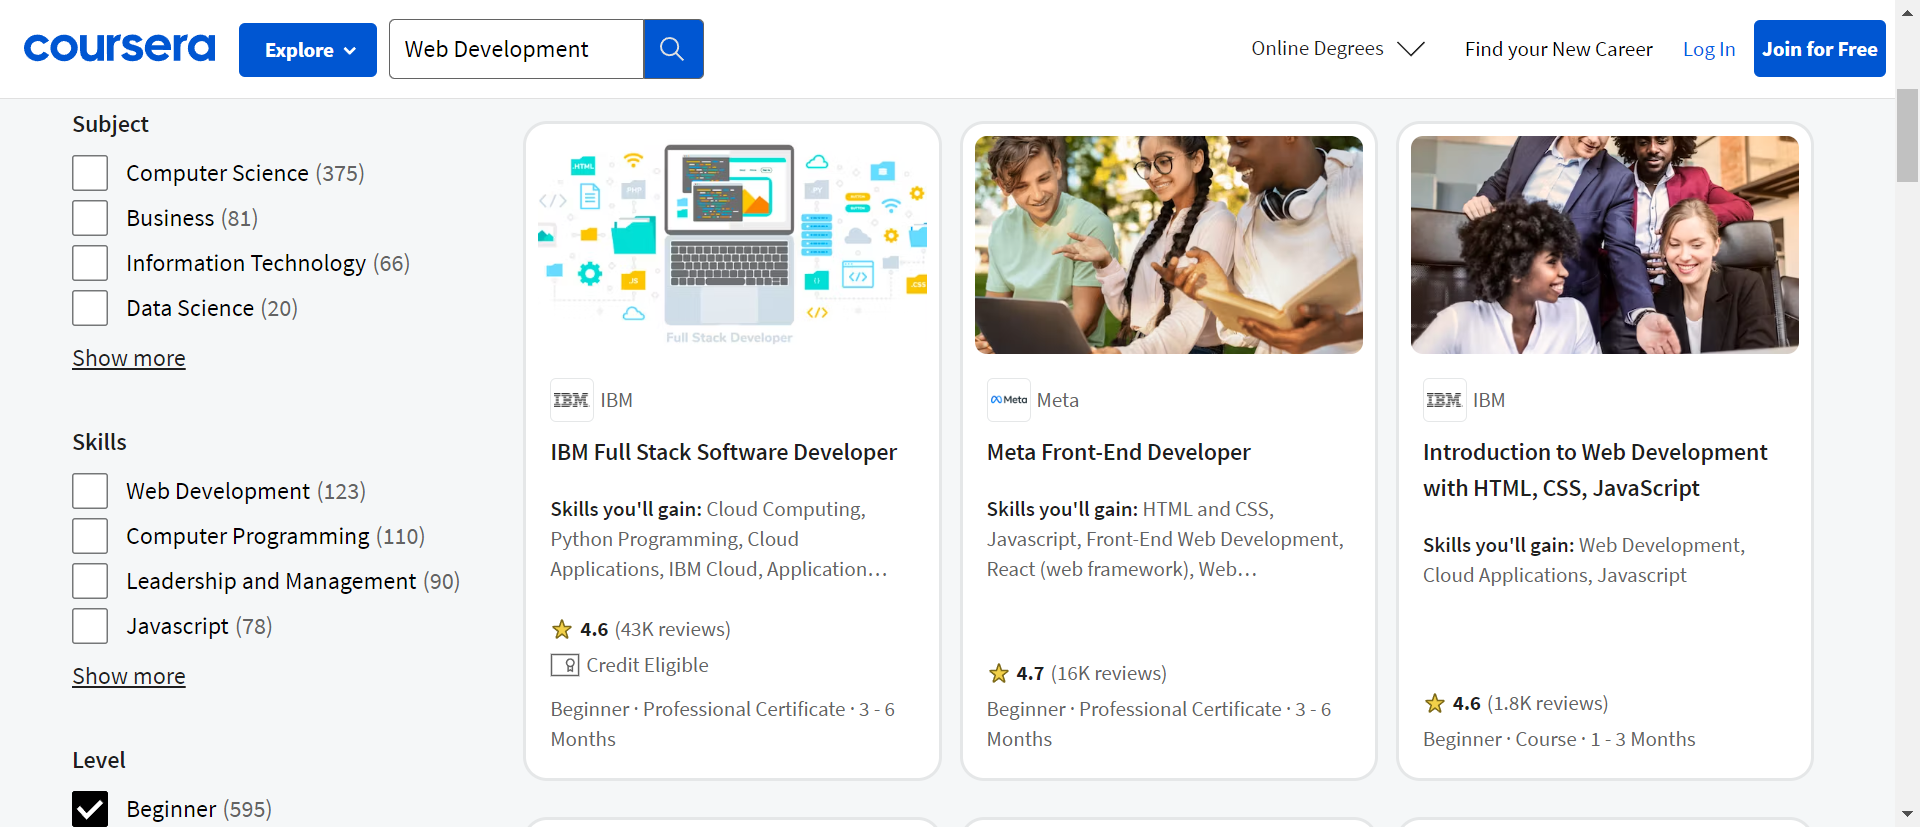 coursera
Explore
Web Development
Online Degrees
Find your New Career
Log In
Join for Free
Subject
Computer Science (375)
Business (81)
Information Technology (66)
Data Science (20)
Show more
Skills
Web Development (123)
Computer Programming (110)
Leadership and Management (90)
Javascript (78)
Show more
Level
Beginner (595)
.HTML
PHP
JS
.PY
.CSS
Full Stack Developer
IBM IBM
IBM Full Stack Software Developer
Skills you'll gain: Cloud Computing,
Python Programming, Cloud
Applications, IBM Cloud, Application…
4.6 (43K reviews)
Credit Eligible
Beginner · Professional Certificate · 3 - 6
Months
Meta Meta
Meta Front-End Developer
Skills you'll gain: HTML and CSS,
Javascript, Front-End Web Development,
React (web framework), Web…
4.7 (16K reviews)
Beginner · Professional Certificate · 3 - 6
Months
IBM IBM
Introduction to Web Development
with HTML, CSS, JavaScript
Skills you'll gain: Web Development,
Cloud Applications, Javascript
4.6 (1.8K reviews)
Beginner · Course · 1 - 3 Months